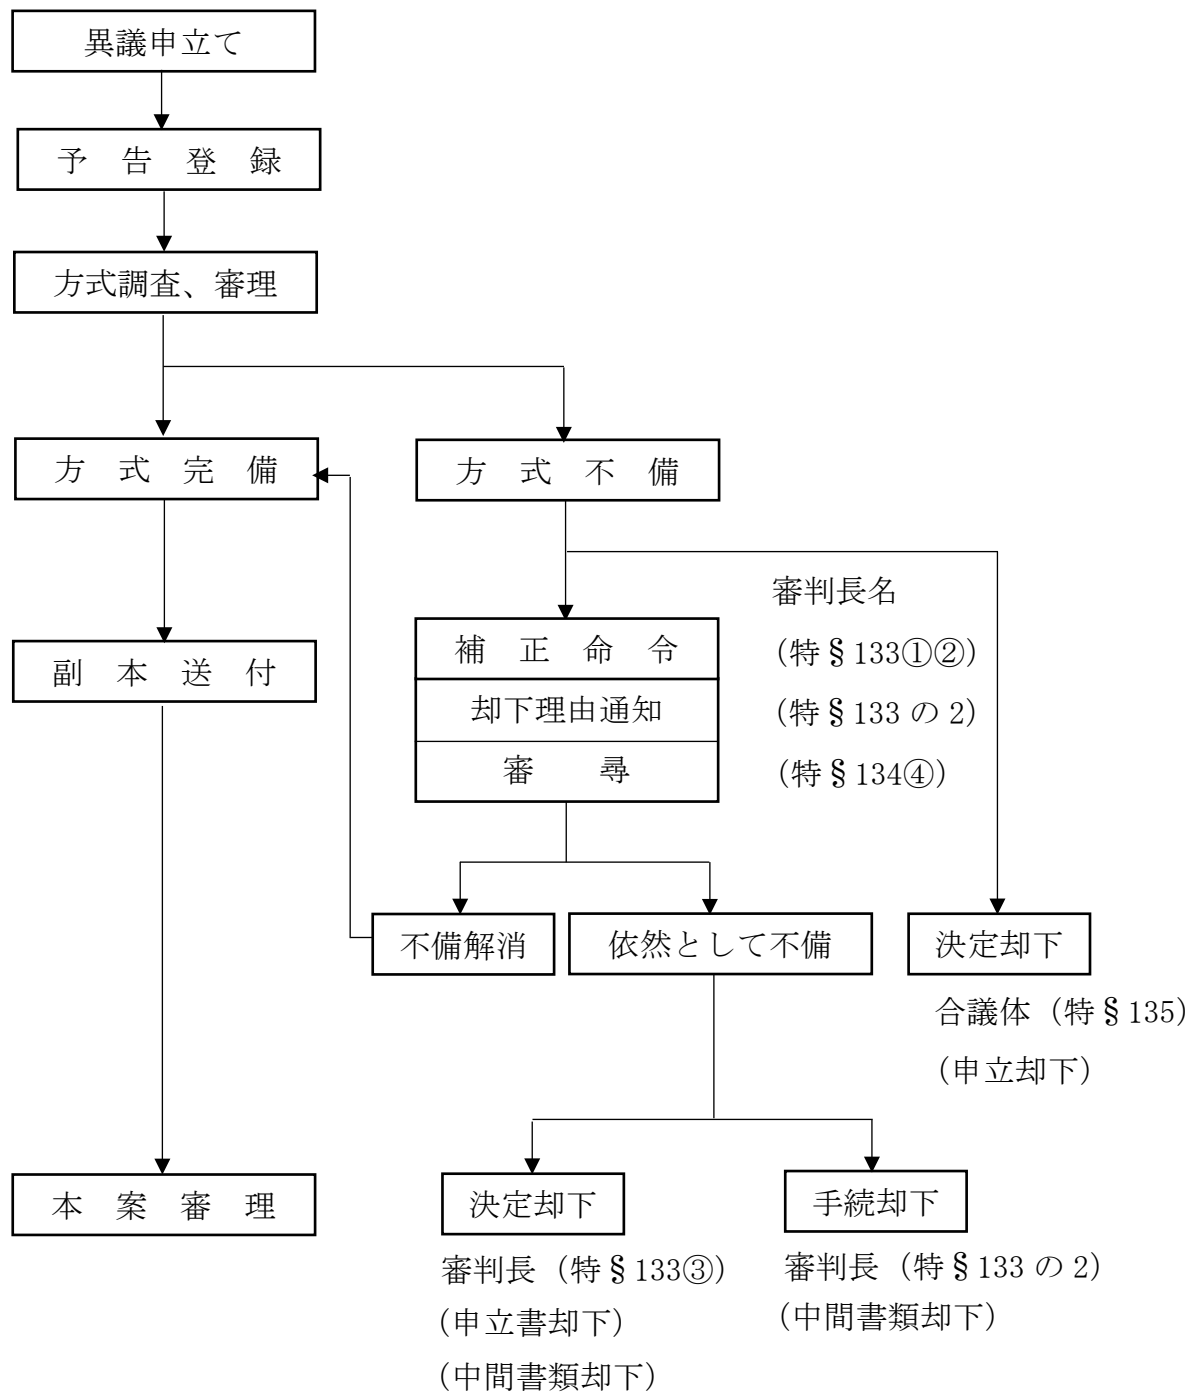 異議申立て
予告登録
方式調査、審理
方式完備
方式不備
審判長名
補正命令
(特§133①②)
副本送付
却下理由通知
(特§133の2)
審尋
(特§134④)
不備解消
依然として不備
決定却下
合議体(特§135)
(申立却下)
本案審理
決定却下
手続却下
審判長(特§133③)
(申立書却下)
(中間書類却下)
審判長(特§133の2)
(中間書類却下)